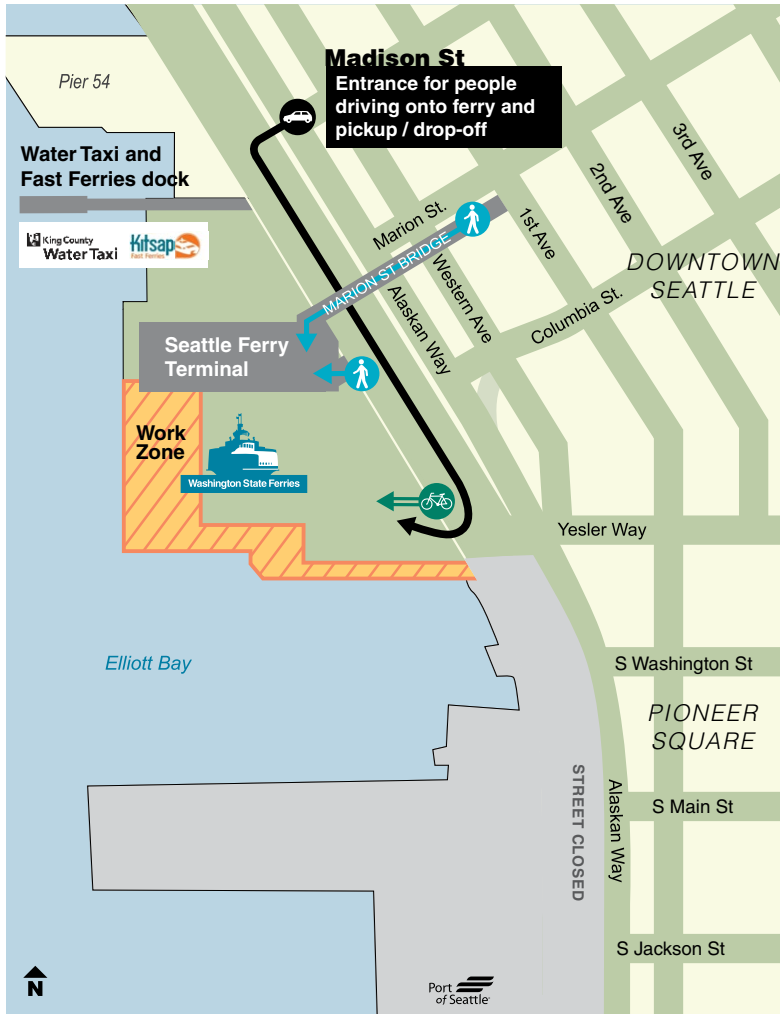 Madison St
Entrance for people
driving onto ferry and
pickup / drop-off
Pier 54
Water Taxi and
Fast Ferries dock
King County
Water Taxi
Kitsap
Fast Ferries
3rd Ave
2nd Ave
1st Ave
Marion St.
MARION ST BRIDGE
Western Ave
Alaskan Way
Columbia St.
DOWNTOWN
SEATTLE
Seattle Ferry
Terminal
Work
Zone
Washington State Ferries
Yesler Way
Elliott Bay
S Washington St
PIONEER
SQUARE
STREET CLOSED
Alaskan Way
S Main St
S Jackson St
N
Port
of Seattle